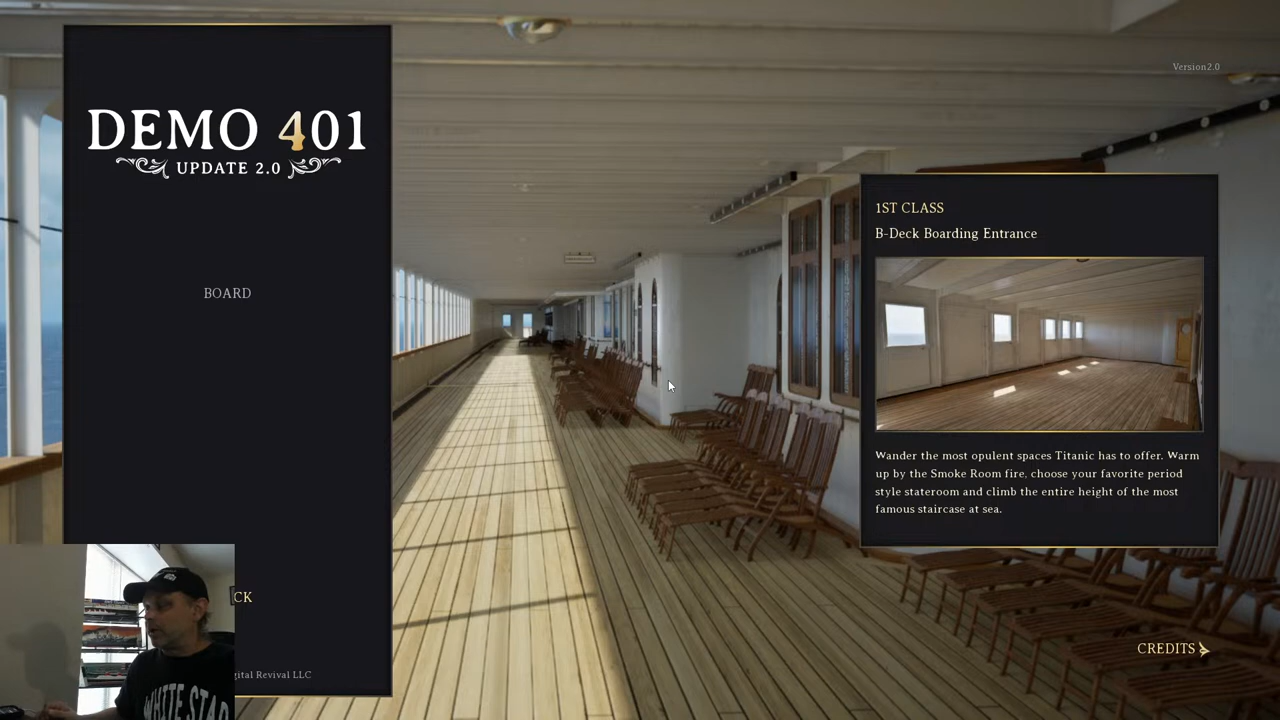 DEMO 401
UPDATE 2.0
BOARD
CK
gital Revival LLC
Version2.0
1ST CLASS
B-Deck Boarding Entrance
Wander the most opulent spaces Titanic has to offer. Warm
up by the Smoke Room fire, choose your favorite period
style stateroom and climb the entire height of the most
famous staircase at sea.
CREDITS
WHITE STAR